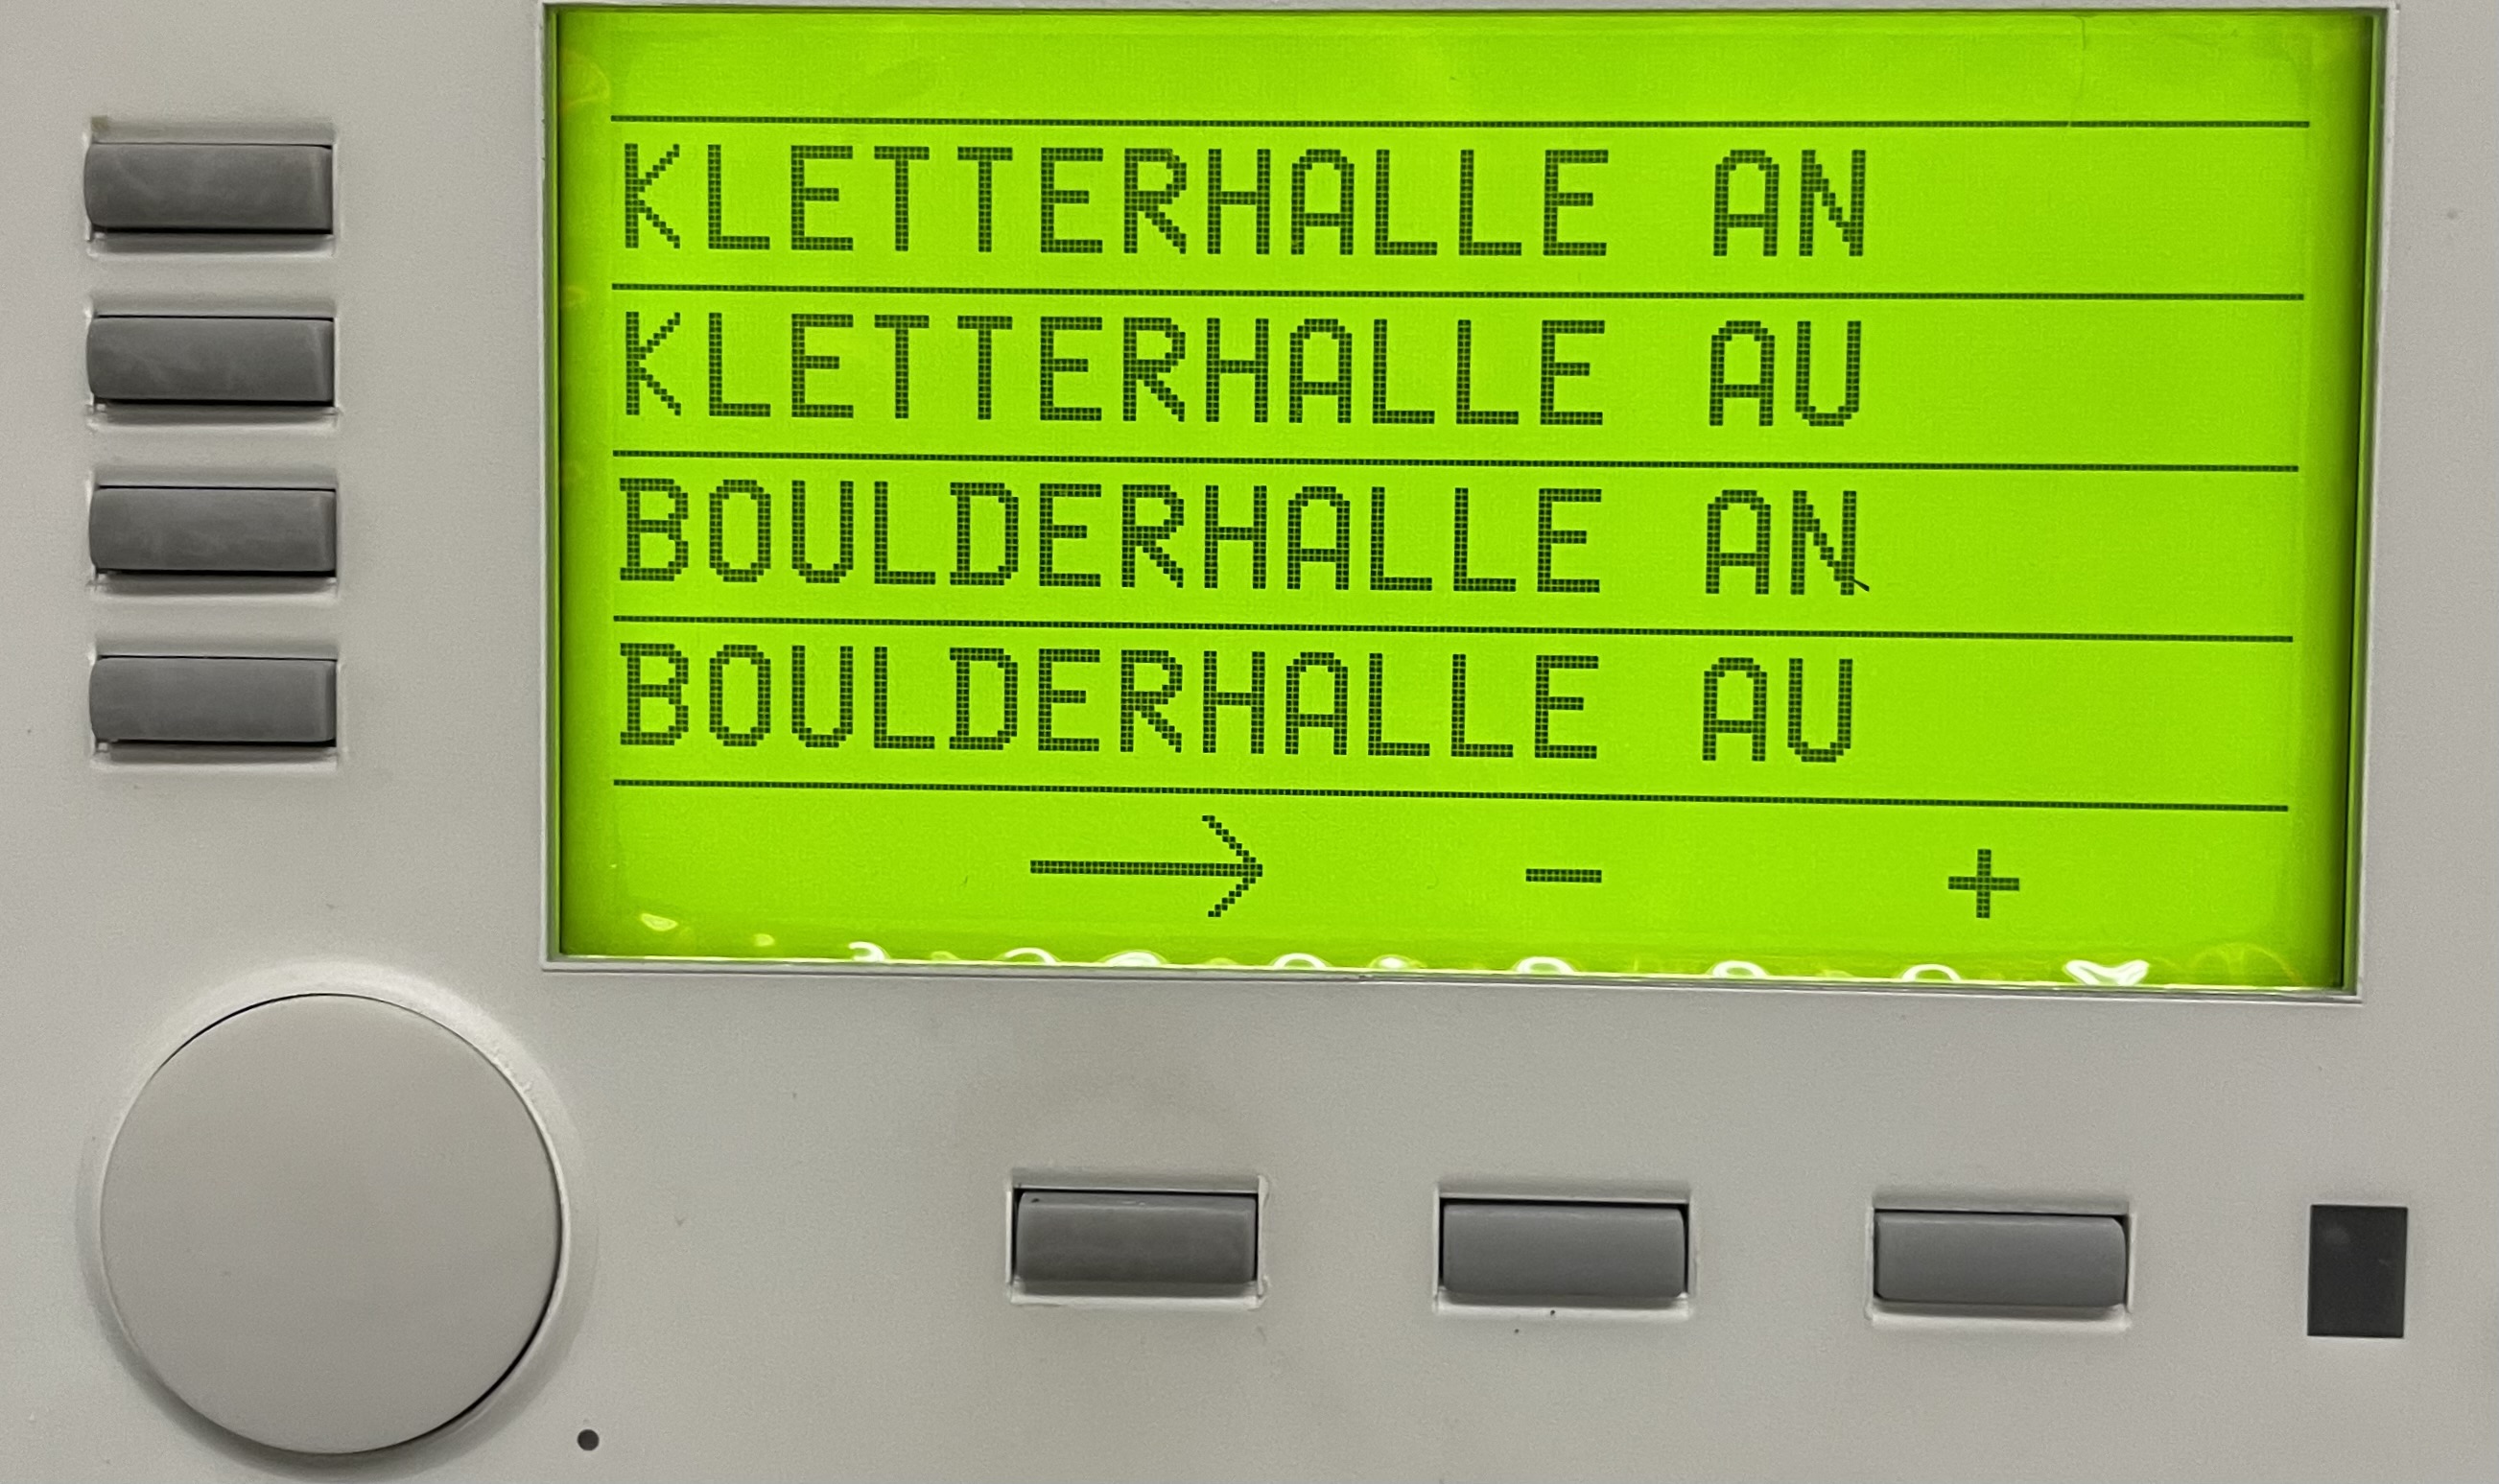 KLETTERHALLE AN
KLETTERHALLE AU
BOULDERHALLE AN
BOULDERHALLE AU
→ - +